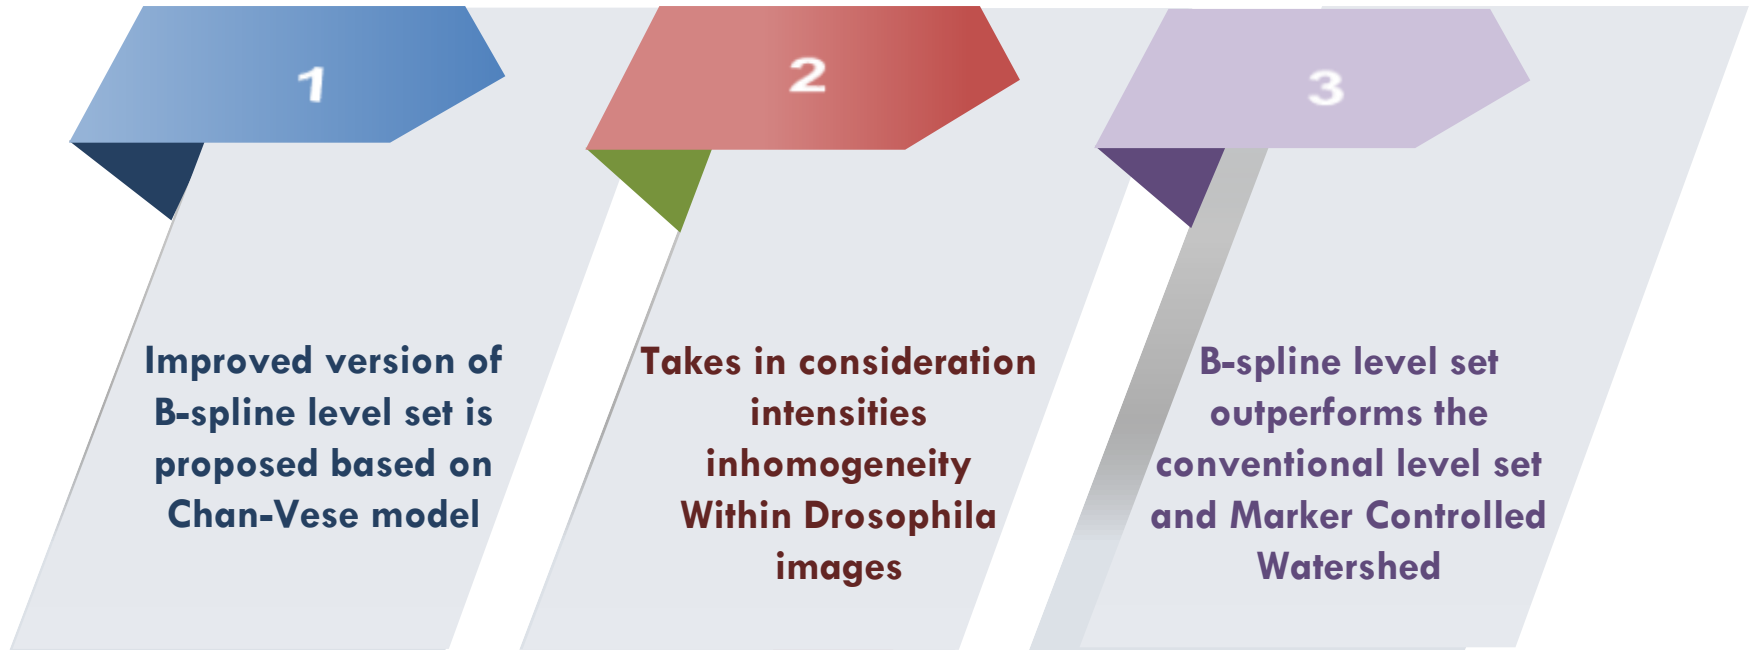 1
Improved version of
B-spline level set is
proposed based on
Chan-Vese model
2
Takes in consideration
intensities
inhomogeneity
Within Drosophila
images
3
B-spline level set
outperforms the
conventional level set
and Marker Controlled
Watershed